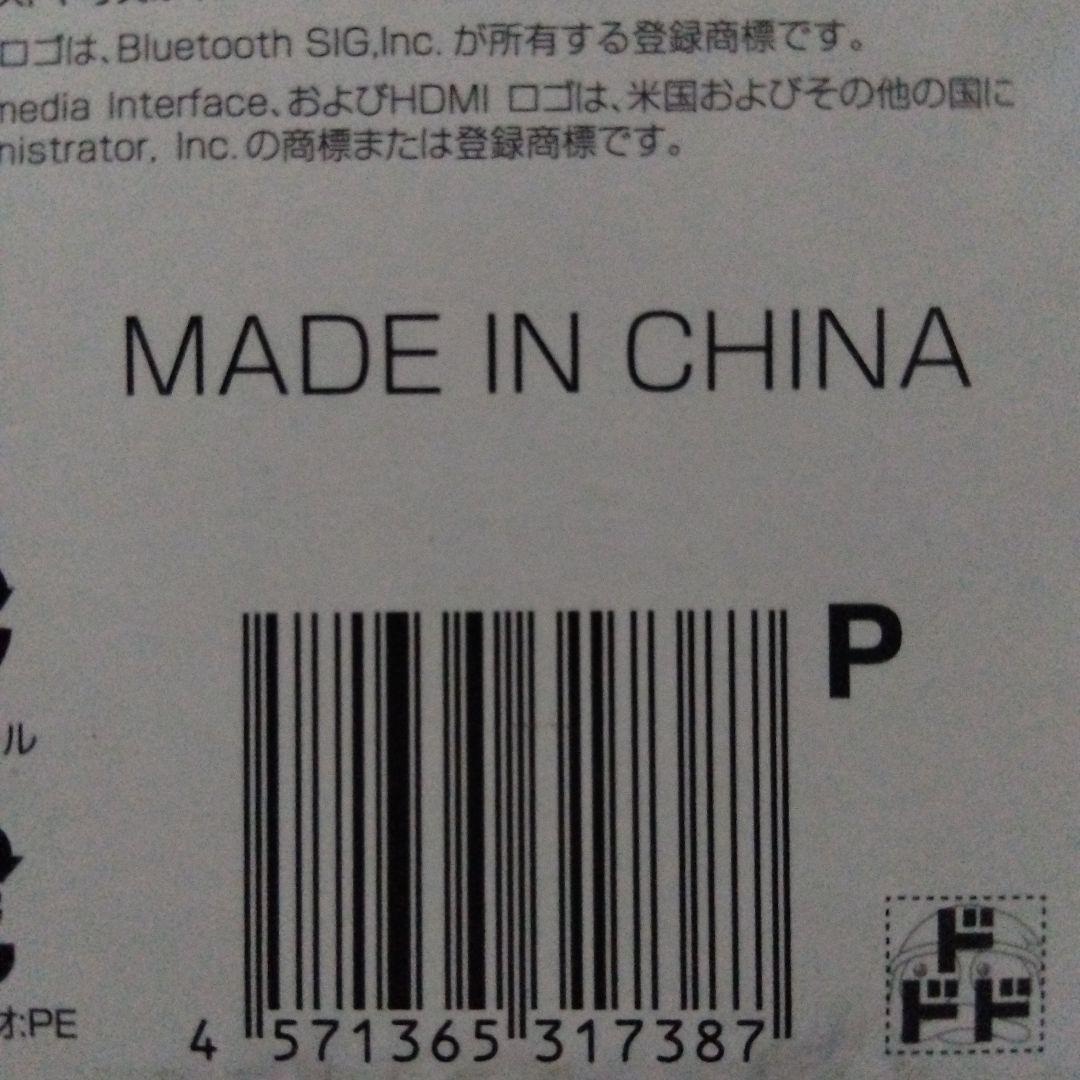 ロゴは、Bluetooth SIG,Inc. が所有する登録商標です。
media Interface、およびHDMI ロゴは、米国およびその他の国に
nistrator, Inc. の商標または登録商標です。
MADE IN CHINA
P
ル
オ:PE
4 571365 317387
ド
ドド